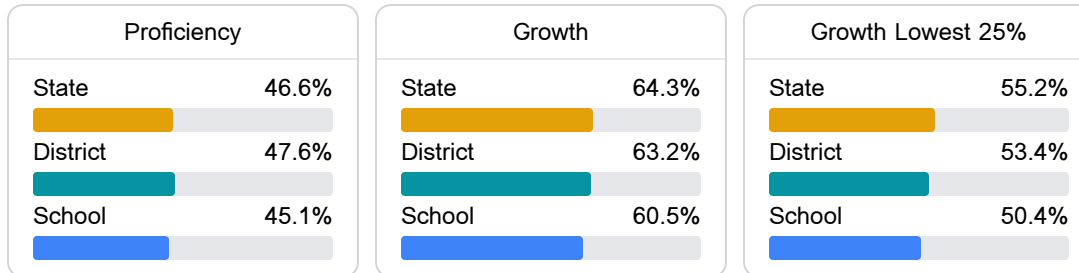 Proficiency
State 46.6%
District 47.6%
School 45.1%
Growth
State 64.3%
District 63.2%
School 60.5%
Growth Lowest 25%
State 55.2%
District 53.4%
School 50.4%